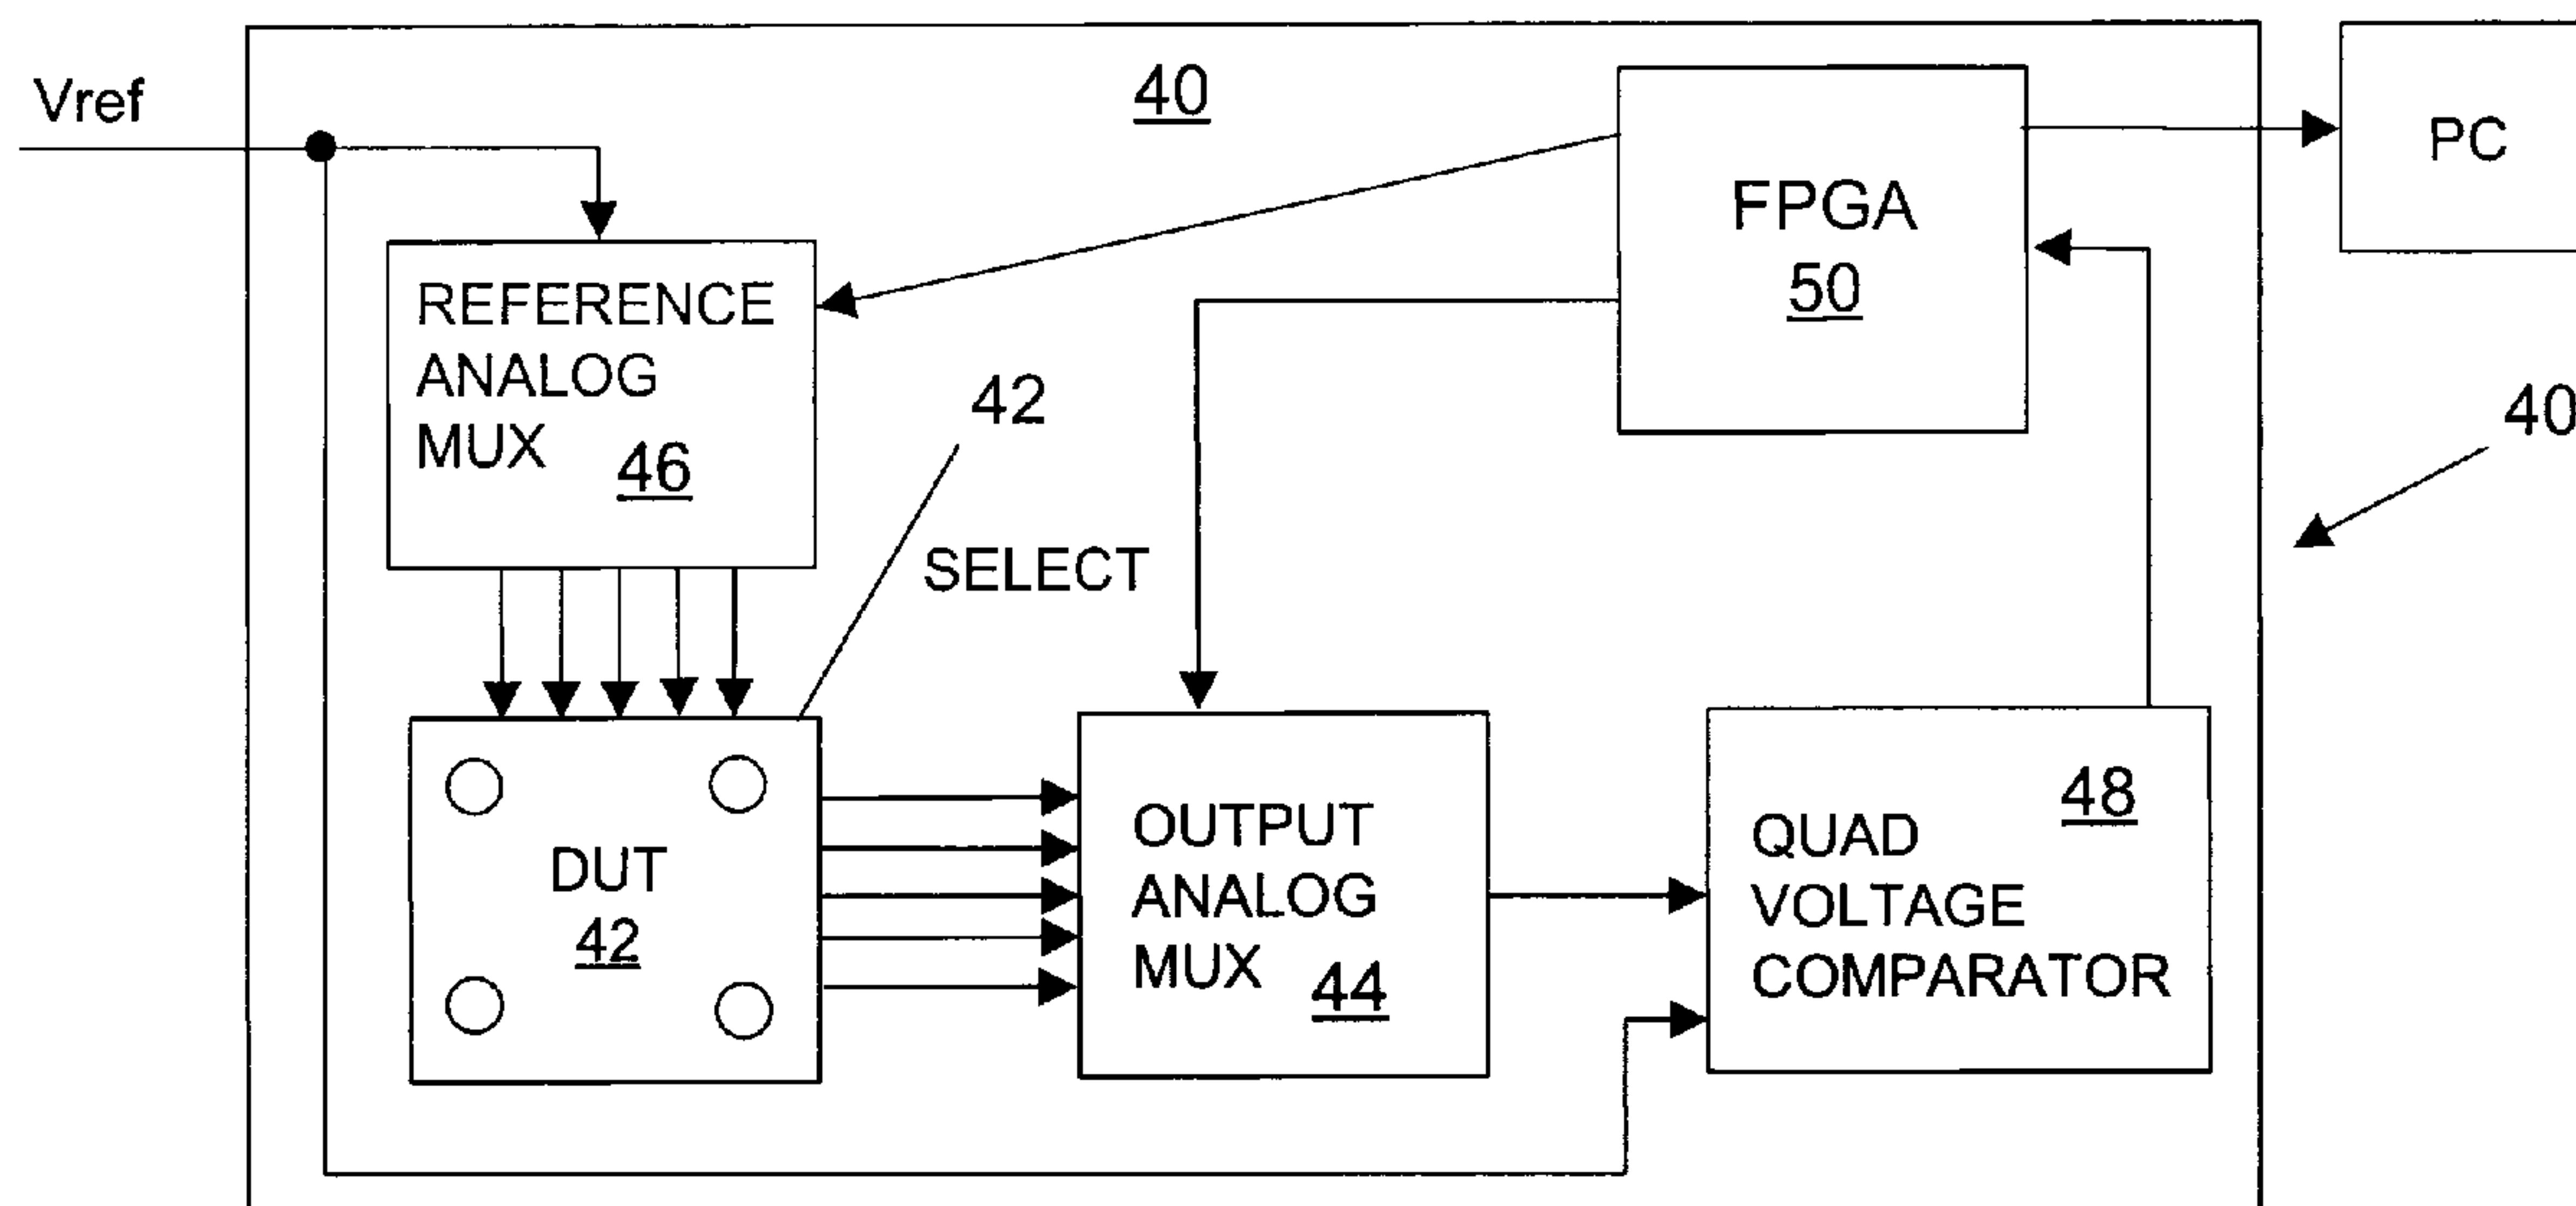 Vref
40
FPGA
50
PC
REFERENCE
ANALOG
MUX
46
42
40
SELECT
DUT
42
OUTPUT
ANALOG
MUX
44
48
QUAD
VOLTAGE
COMPARATOR